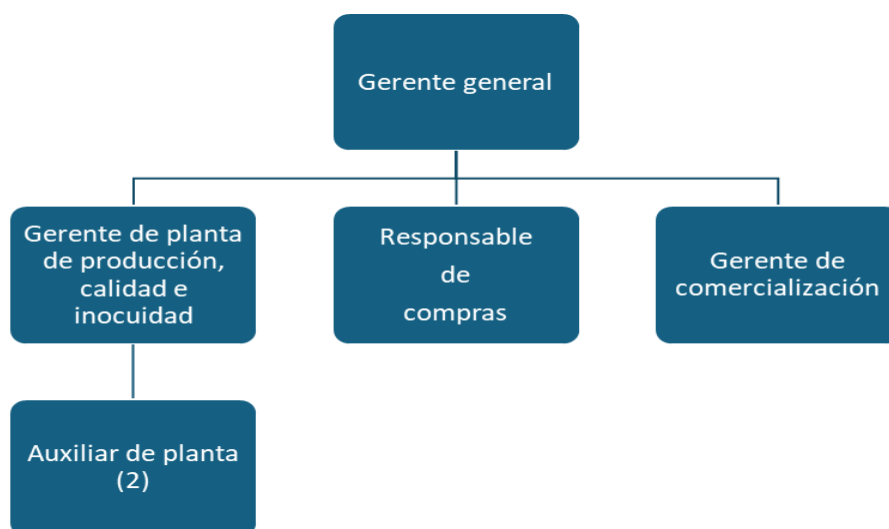 Gerente general
Gerente de planta
de producción,
calidad e
inocuidad
Responsable
de
compras
Gerente de
comercialización
Auxiliar de planta
(2)